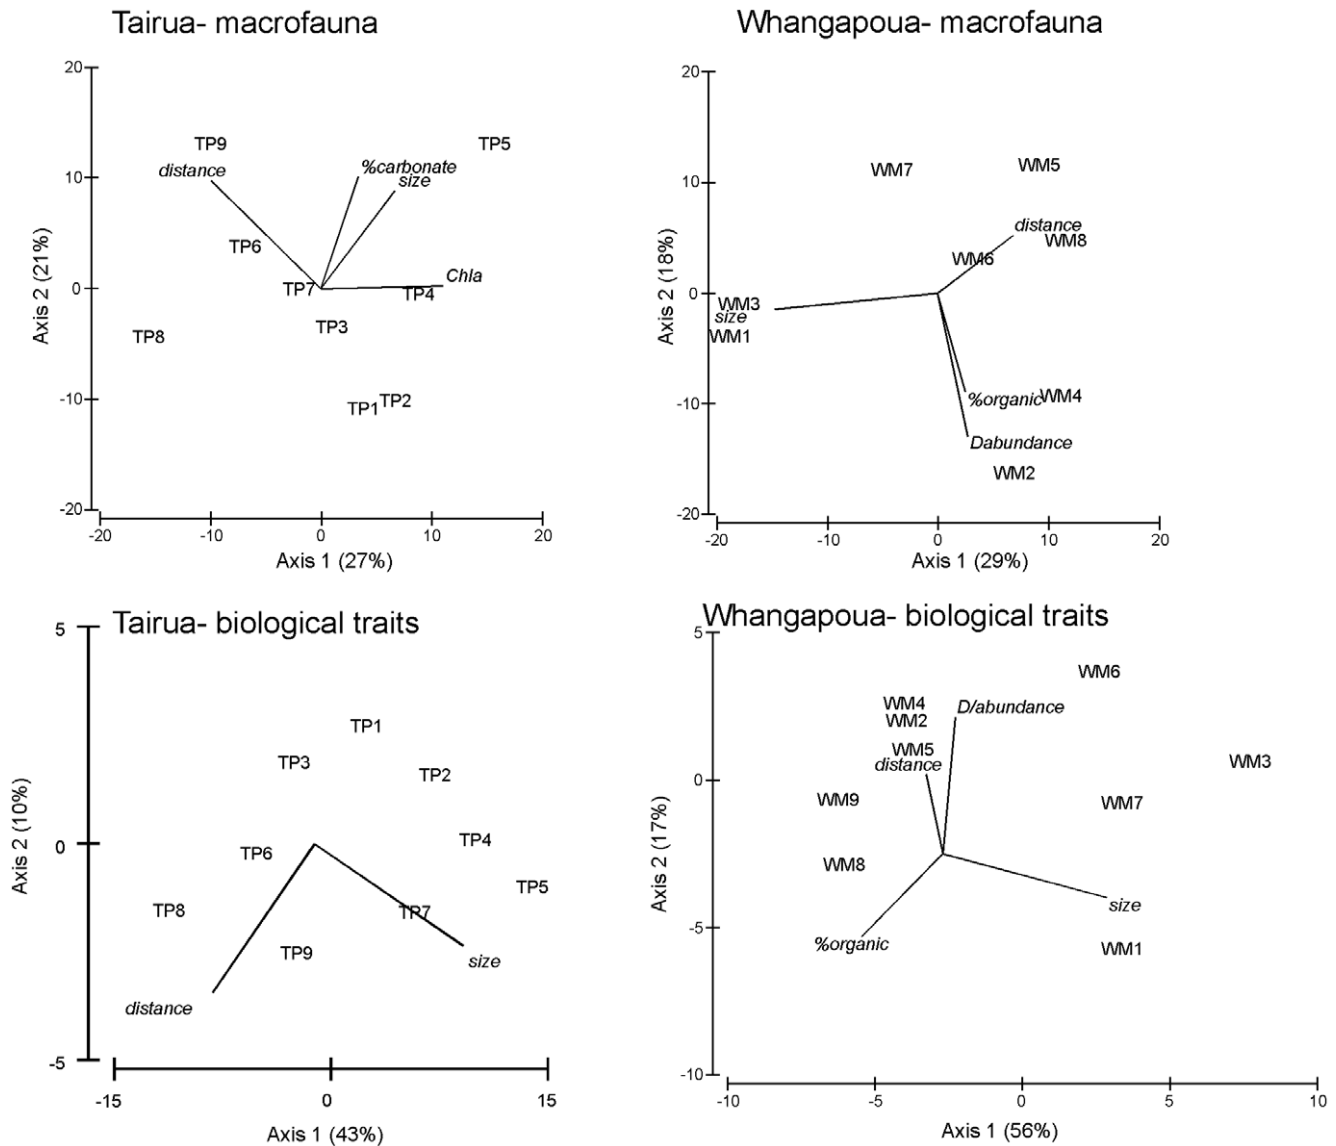 Tairua- macrofauna
20
10
0
-10
-20
Axis 2 (21%)
TP9
distance
%carbonate
size
TP5
TP6
TP7
Chla
TP4
TP3
TP8
TP1
TP2
-20
-10
0
10
20
Axis 1 (27%)
Whangapoua- macrofauna
20
10
0
-10
-20
Axis 2 (18%)
WM7
WM5
distance
WM8
WM6
WM3
size
WM1
%organic
WM4
Dabundance
WM2
-20
-10
0
10
20
Axis 1 (29%)
Tairua- biological traits
5
0
-5
Axis 2 (10%)
TP1
TP3
TP2
TP6
TP4
TP5
TP8
TP7
TP9
size
distance
-15
0
15
Axis 1 (43%)
Whangapoua- biological traits
5
0
-5
-10
Axis 2 (17%)
WM6
WM4
D/abundance
WM2
WM5
distance
WM3
WM9
WM7
WM8
size
%organic
WM1
-10
-5
0
5
10
Axis 1 (56%)